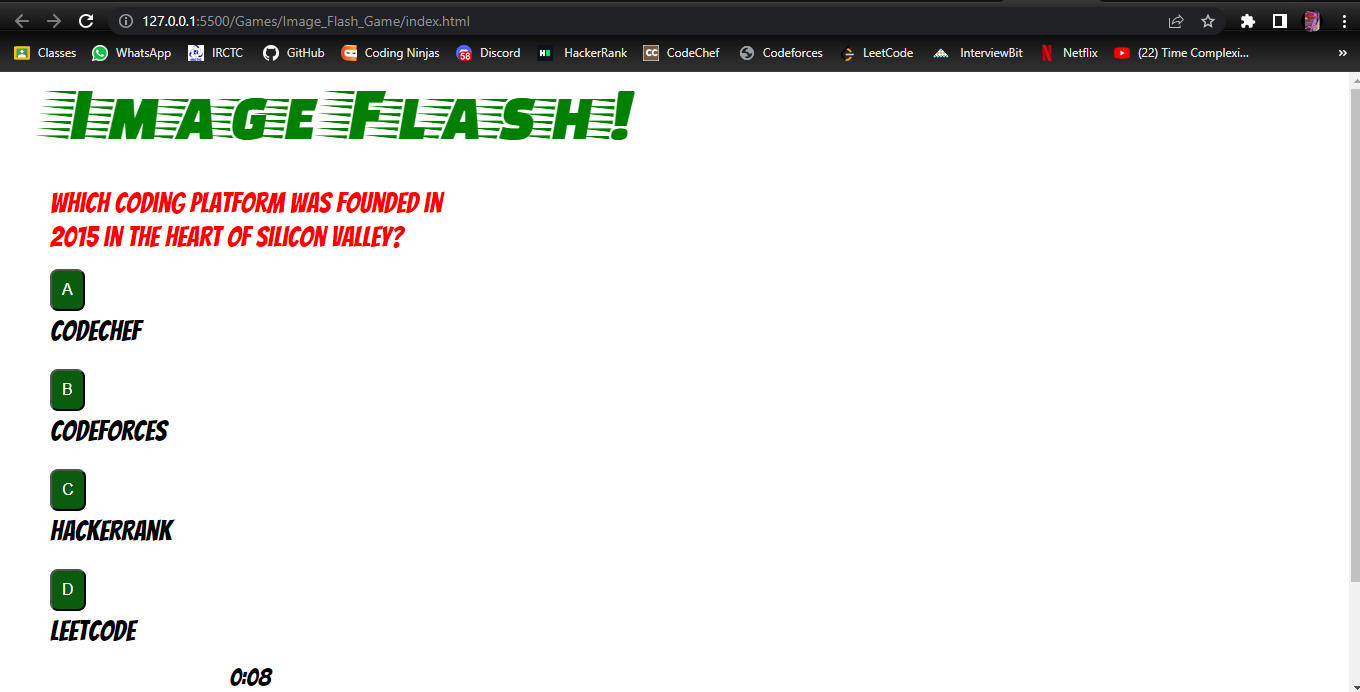 127.0.0.1:5500/Games/Image_Flash_Game/index.html
Classes WhatsApp IRCTC GitHub Coding Ninjas 58 Discord HackerRank CC CodeChef Codeforces LeetCode InterviewBit Netflix (22) Time Complexi... »
IMAGE FLASH!
WHICH CODING PLATFORM WAS FOUNDED IN
2015 IN THE HEART OF SILICON VALLEY?
A
CODECHEF
B
CODEFORCES
C
HACKERRANK
D
LEETCODE
0:08